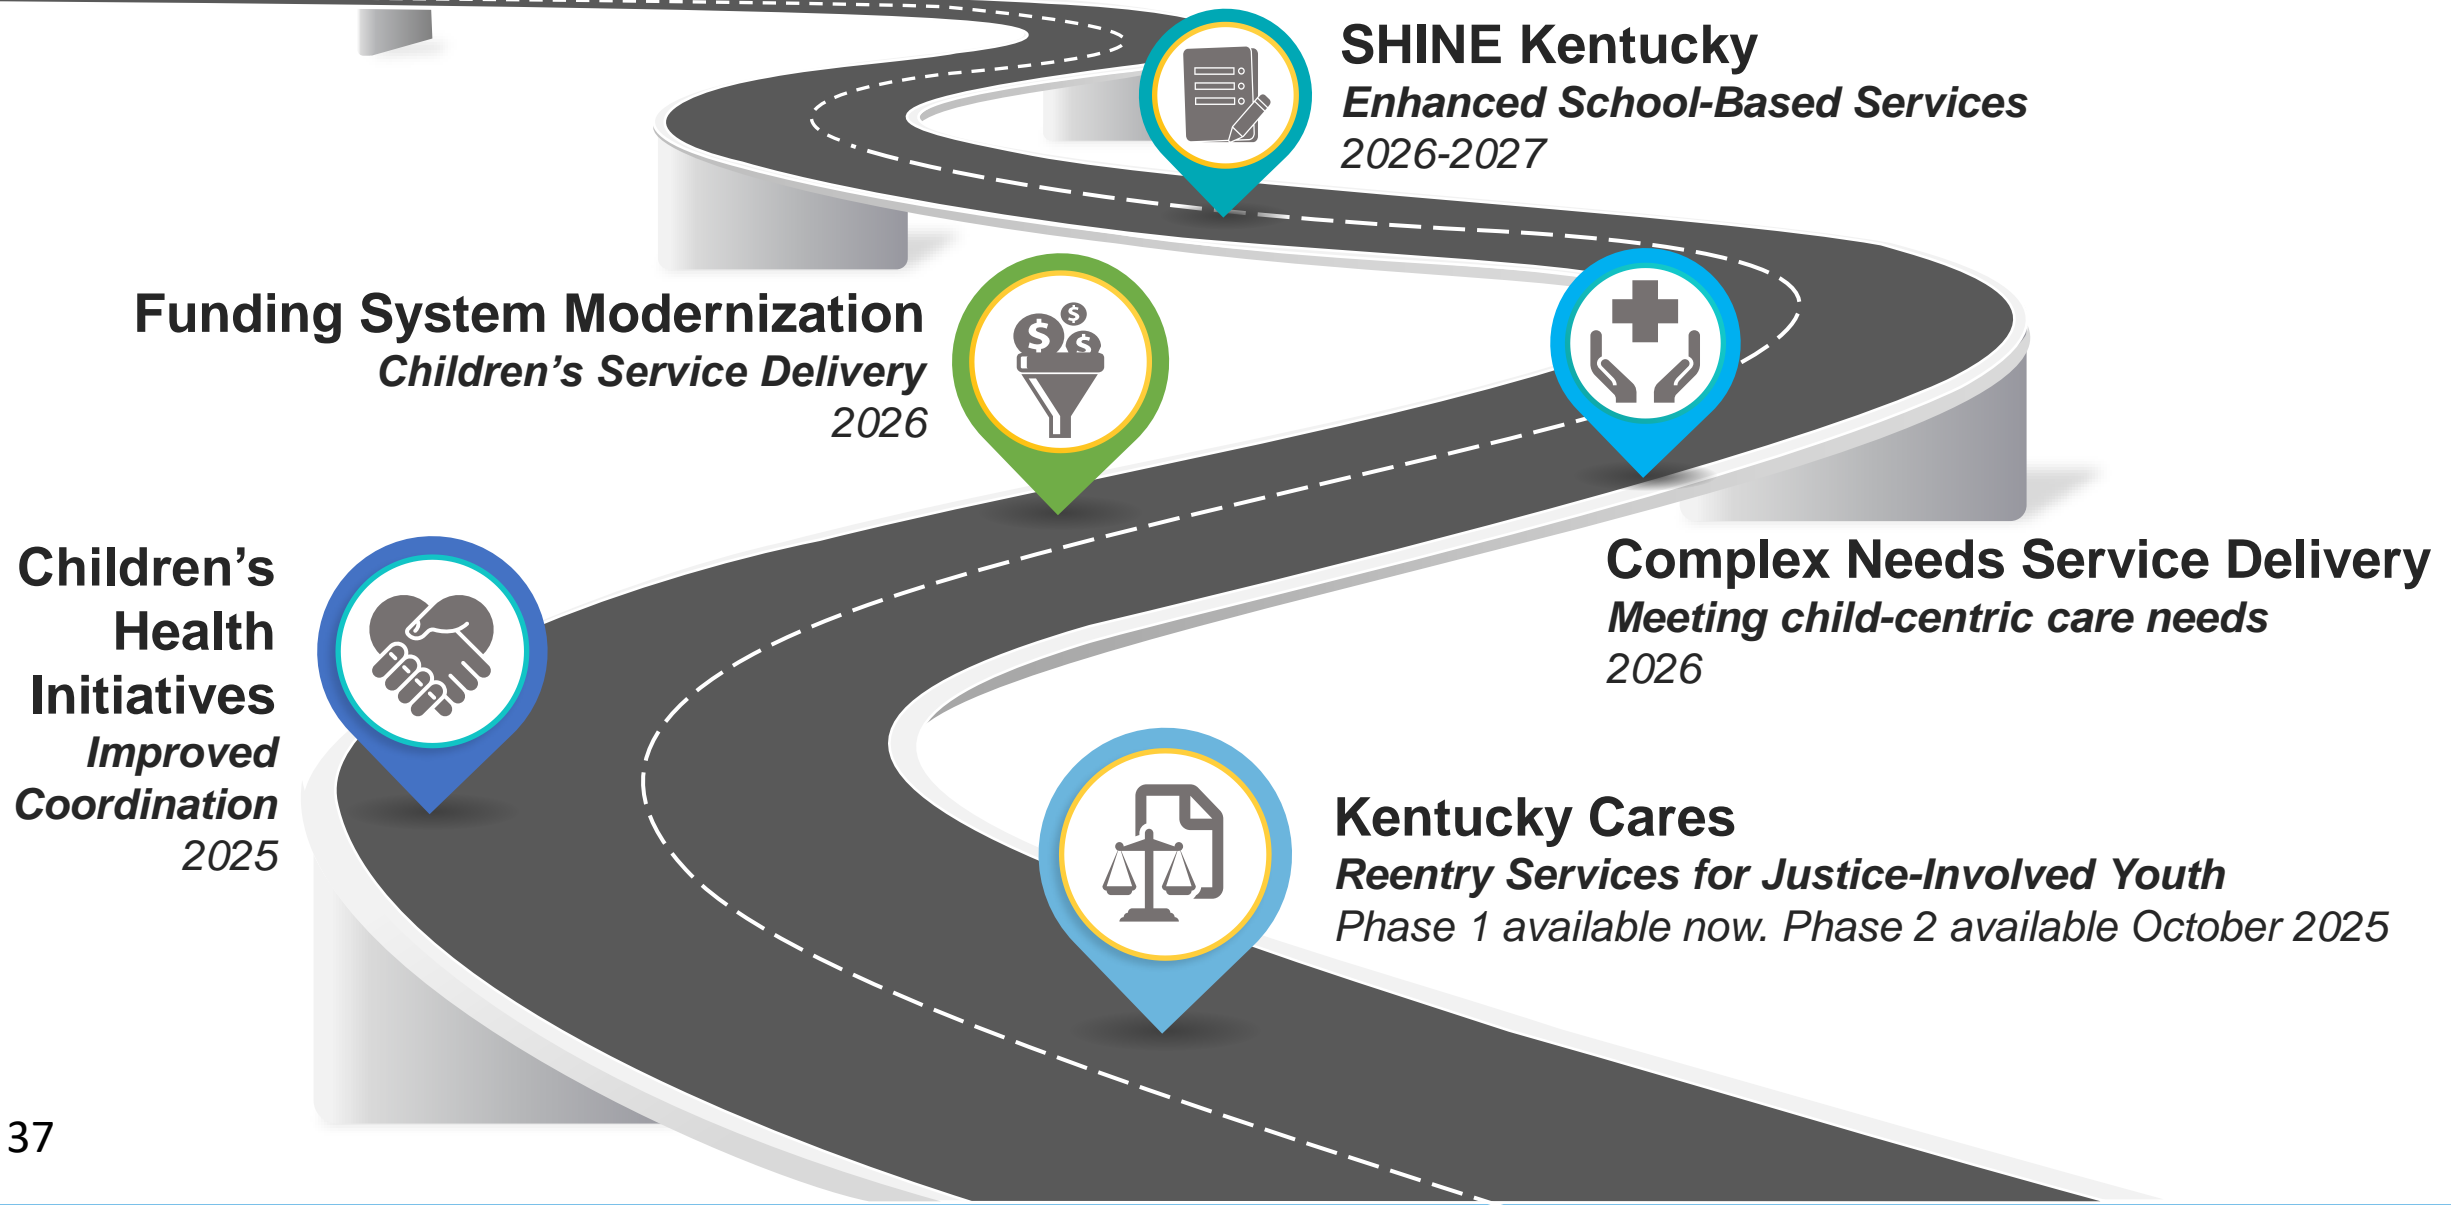 SHINE Kentucky
Enhanced School-Based Services
2026-2027
Funding System Modernization
Children’s Service Delivery
2026
Complex Needs Service Delivery
Meeting child-centric care needs
2026
Children’s
Health
Initiatives
Improved
Coordination
2025
Kentucky Cares
Reentry Services for Justice-Involved Youth
Phase 1 available now. Phase 2 available October 2025
37